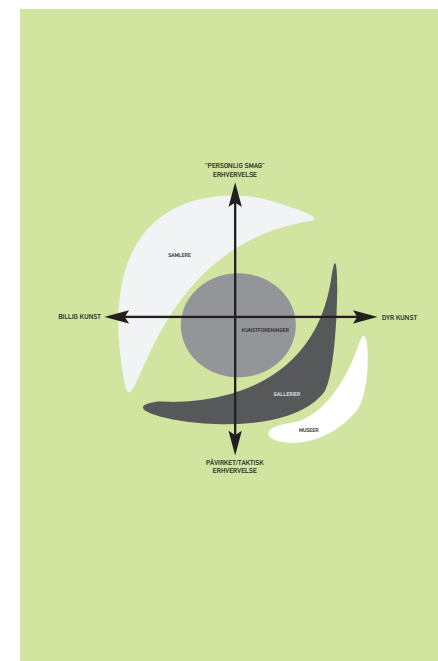 "PERSONLIG SMAG"
ERHVERVELSE
SAMLERE
BILLIG KUNST
DYR KUNST
KUNSTFORENINGER
GALLERIER
MUSEER
PÅVIRKET/TAKTISK
ERHVERVELSE